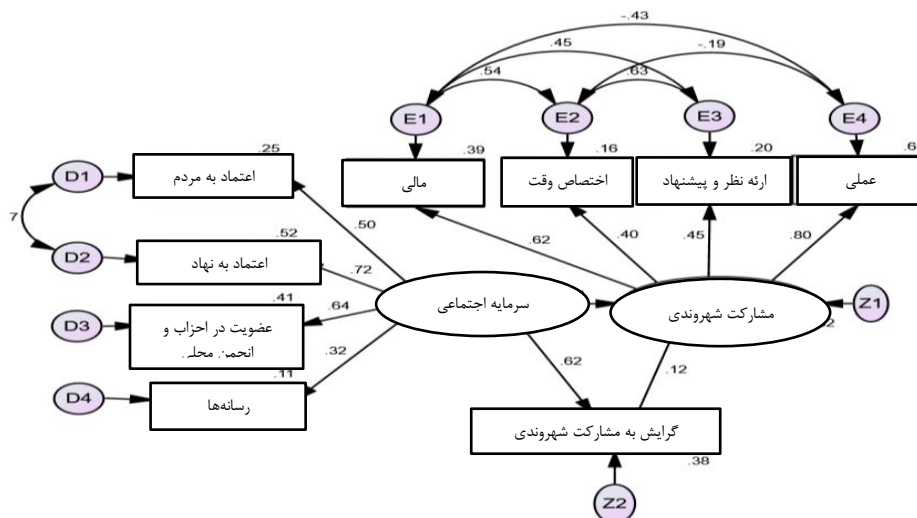 -.43
.45
-.19
.54
.63
E1
E2
E3
E4
.39
.16
.20
.6
مالی
اختصاص وقت
ارئه نظر و پیشنهاد
عملی
.25
D1
اعتماد به مردم
7
.50
.62
.40
.45
.80
.52
D2
اعتماد به نهاد
.72
.41
.64
D3
عضویت در احزاب و
انجمن محلی
سرمایه اجتماعی
مشارکت شهروندی
Z1
2
.32
.11
D4
رسانه‌ها
.62
.12
گرایش به مشارکت شهروندی
.38
Z2